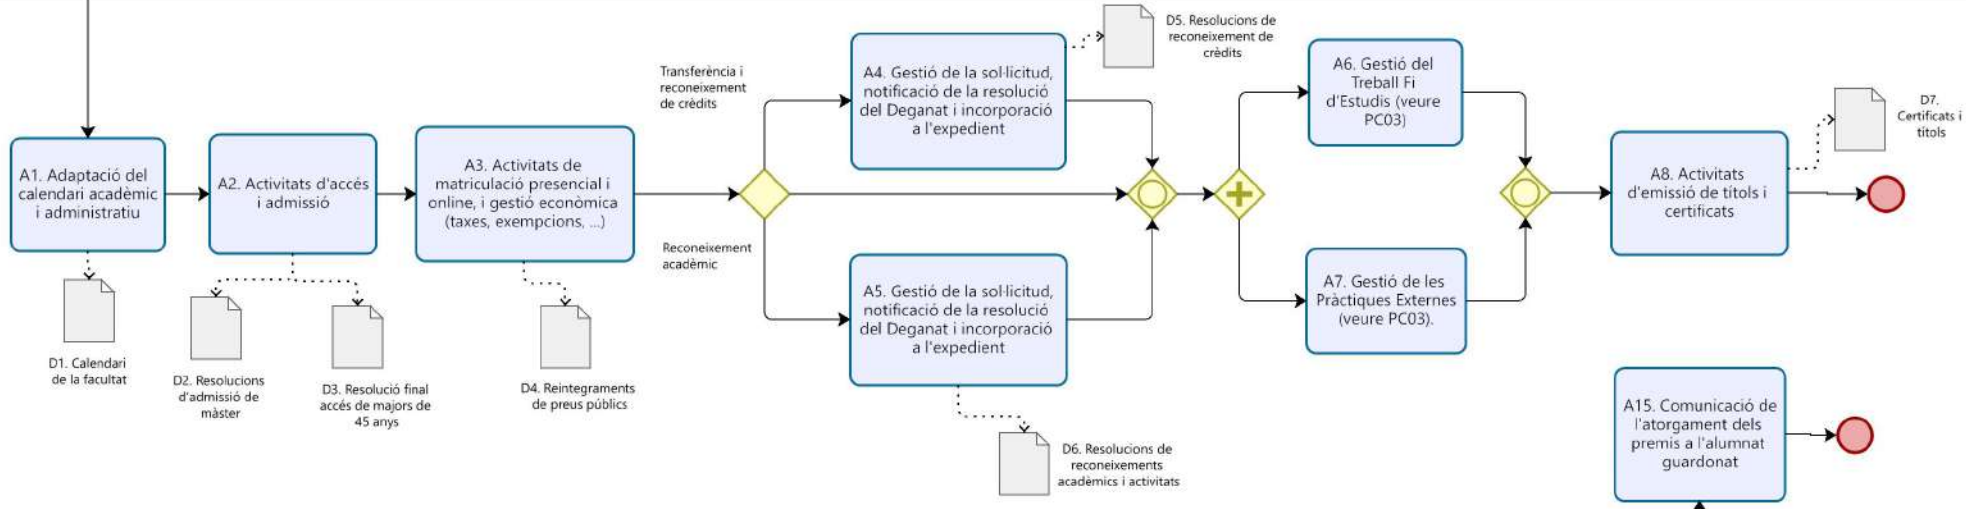 A1. Adaptació del
calendari acadèmic
i administratiu
D1. Calendari
de la facultat
A2. Activitats d'accés
i admissió
D2. Resolucions
d'admissió de
màster
D3. Resolució final
accés de majors de
45 anys
A3. Activitats de
matriculació presencial i
online, i gestió econòmica
(taxes, exempcions, ...)
D4. Reintegraments
de preus públics
Transferència i
reconeixement
de crèdits
Reconeixement
acadèmic
A4. Gestió de la sol·licitud,
notificació de la resolució
del Deganat i incorporació
a l'expedient
D5. Resolucions de
reconeixement de
crèdits
A5. Gestió de la sol·licitud,
notificació de la resolució
del Deganat i incorporació
a l'expedient
D6. Resolucions de
reconeixements
acadèmics i activitats
A6. Gestió del
Treball Fi
d'Estudis (veure
PC03)
A7. Gestió de les
Pràctiques Externes
(veure PC03).
A8. Activitats
d'emissió de títols i
certificats
D7.
Certificats i
títols
A15. Comunicació de
l'atorgament dels
premis a l'alumnat
guardonat